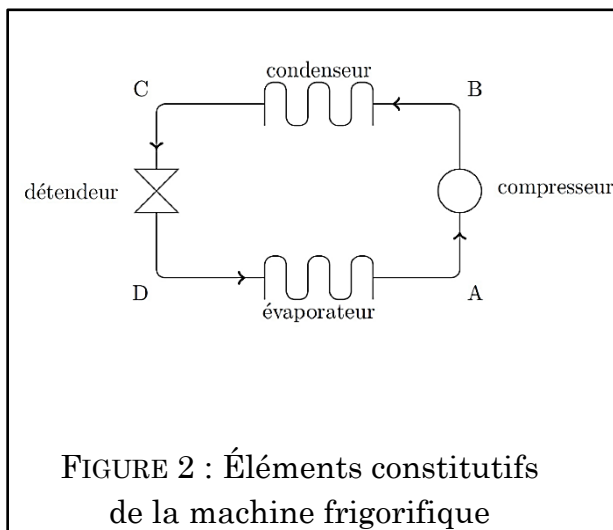 condenseur
C
B
détendeur
compresseur
D
A
évaporateur
FIGURE 2 : Éléments constitutifs
de la machine frigorifique